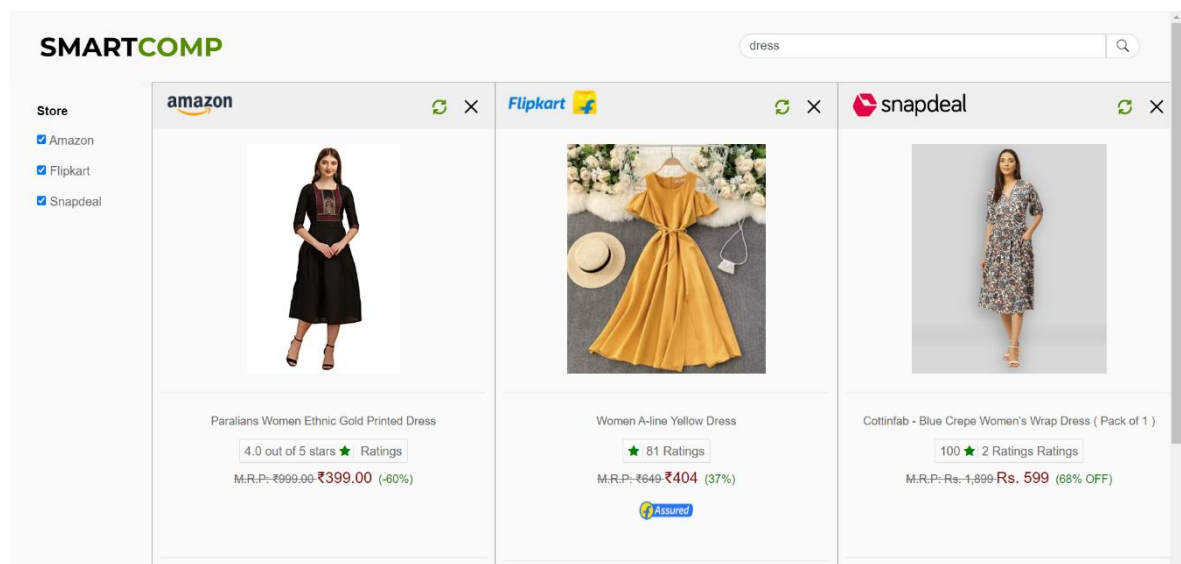 SMARTCOMP
dress
Store
Amazon
Flipkart
Snapdeal
amazon
Paralians Women Ethnic Gold Printed Dress
4.0 out of 5 stars ★ Ratings
M.R.P: ₹999.00 ₹399.00 (-60%)
Flipkart
Women A-line Yellow Dress
★ 81 Ratings
M.R.P: ₹649 ₹404 (37%)
Assured
snapdeal
Cottinfab - Blue Crepe Women's Wrap Dress ( Pack of 1 )
100 ★ 2 Ratings Ratings
M.R.P: Rs. 1,899 Rs. 599 (68% OFF)